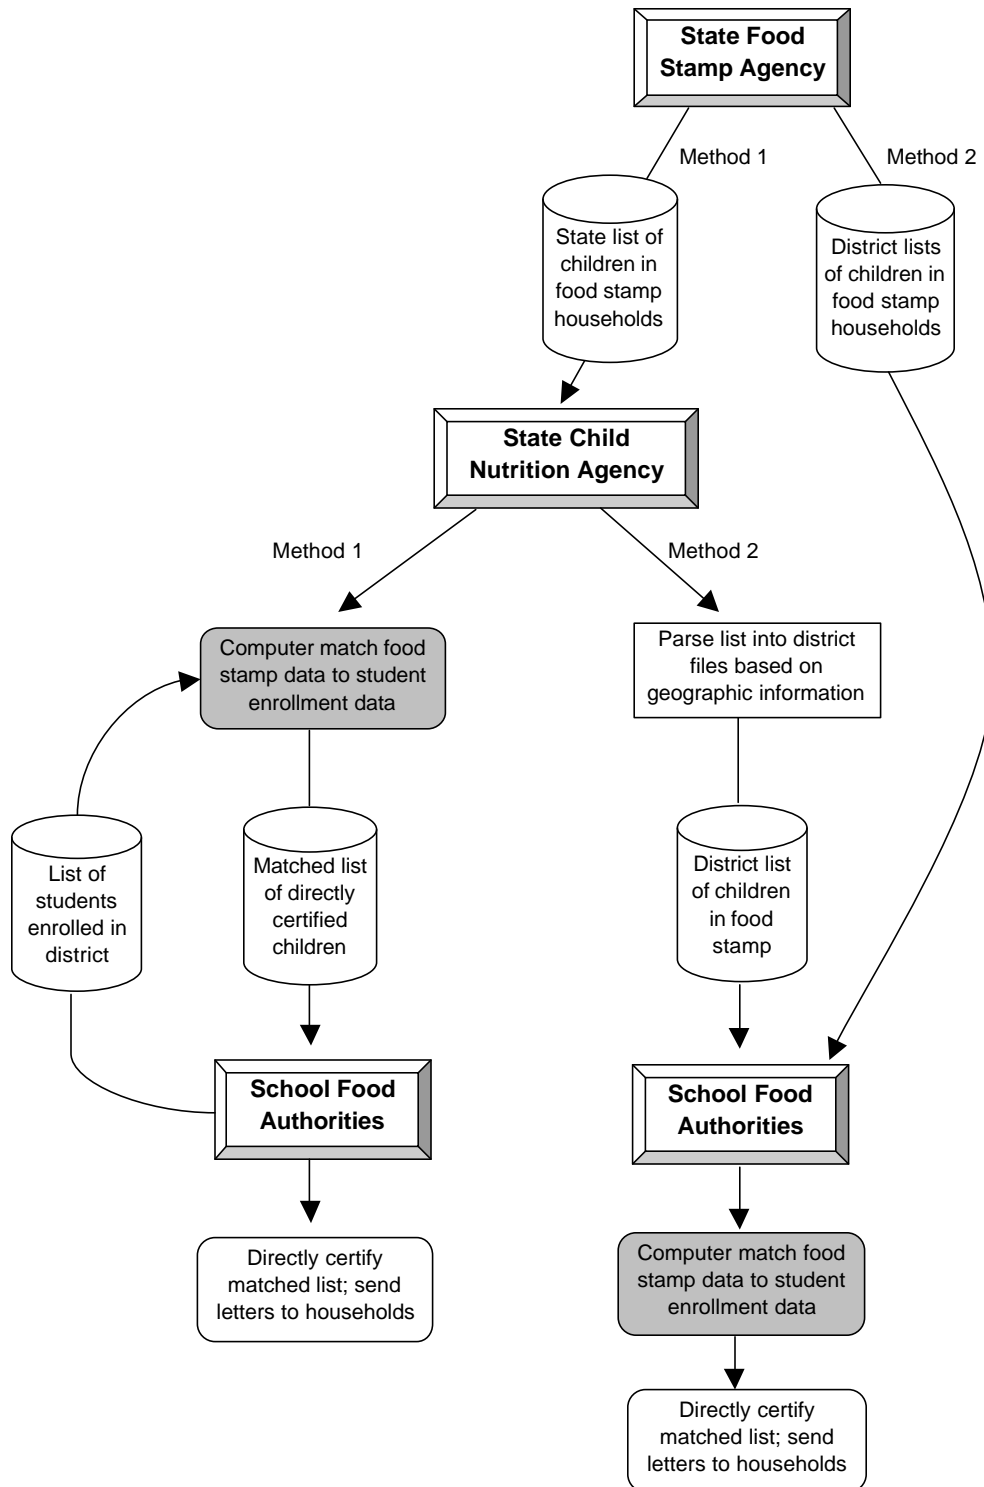 State Food
Stamp Agency
Method 1
Method 2
State list of
children in
food stamp
households
District lists
of children in
food stamp
households
State Child
Nutrition Agency
Method 1
Method 2
Computer match food
stamp data to student
enrollment data
Parse list into district
files based on
geographic information
List of
students
enrolled in
district
Matched list
of directly
certified
children
District list
of children
in food
stamp
School Food
Authorities
School Food
Authorities
Directly certify
matched list; send
letters to households
Computer match food
stamp data to student
enrollment data
Directly certify
matched list; send
letters to households